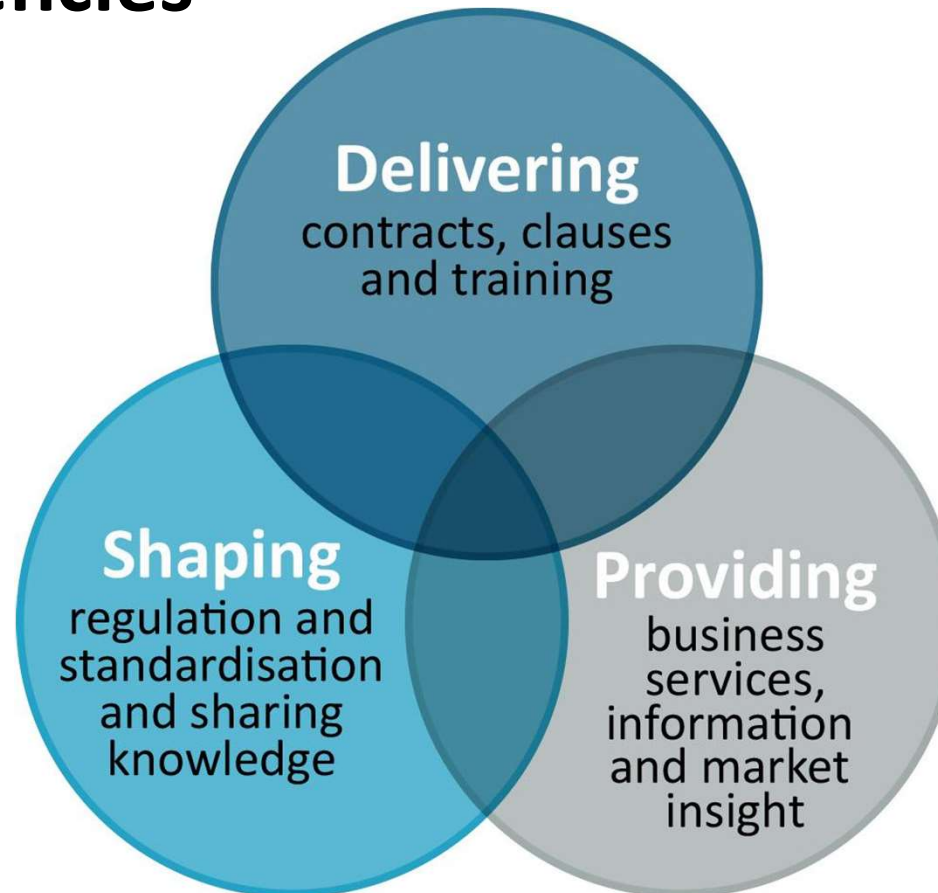 Delivering
contracts, clauses
and training
Shaping
regulation and
standardisation
and sharing
knowledge
Providing
business
services,
information
and market
insight